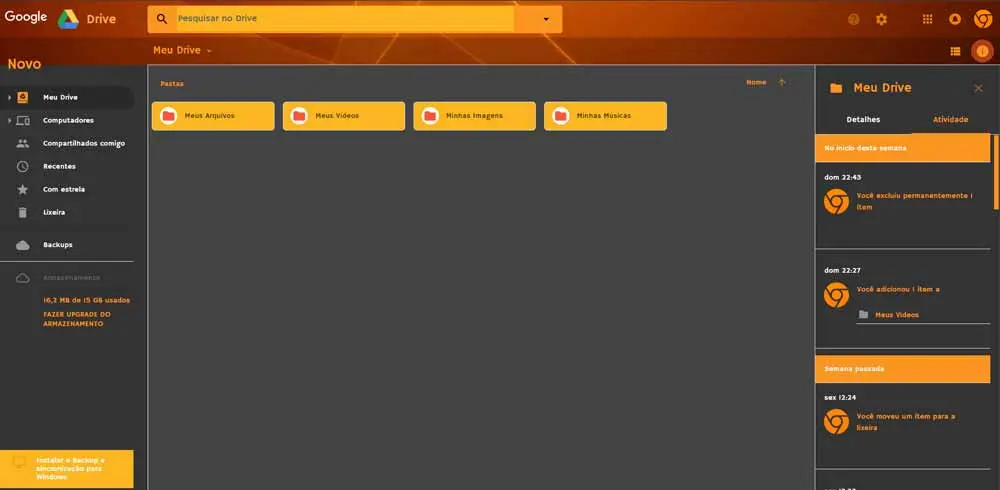 Google Drive
Pesquisar no Drive
Meu Drive
Novo
Meu Drive
Computadores
Compartilhados comigo
Recentes
Com estrela
Lixeira
Backups
Armazenamento
16,2 MB de 15 GB usados
FAZER UPGRADE DO
ARMAZENAMENTO
Instalar o Backup e
sincronização para
Windows
Pastas
Nome
Meus Arquivos
Meus Videos
Minhas Imagens
Minhas Músicas
Meu Drive
Detalhes
Atividade
No início desta semana
dom 22:43
Você excluiu permanentemente 1
item
dom 22:27
Você adicionou 1 item a
Meus Videos
Semana passada
sex 12:24
Você moveu um item para a
lixeira